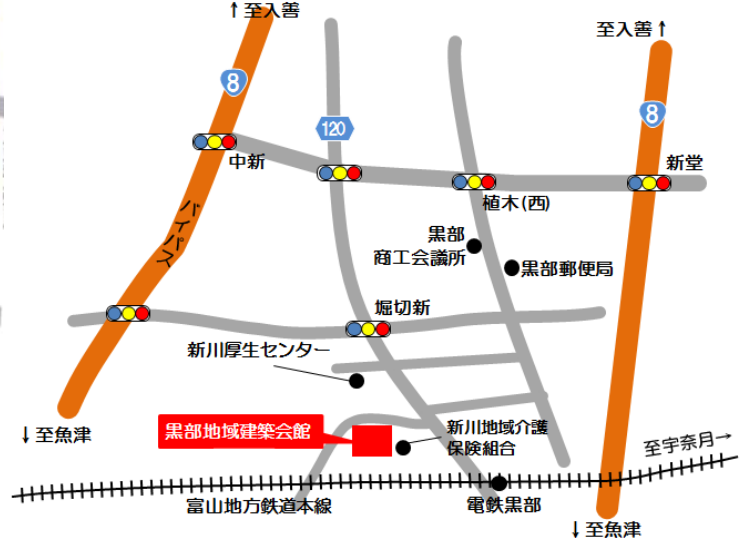 ↑至入善
至入善↑
8
8
120
中新
新堂
植木(西)
バイパス
黒部
商工会議所
黒部郵便局
堀切新
新川厚生センター
黒部地域建築会館
新川地域介護
保険組合
↓至魚津
至宇奈月→
富山地方鉄道本線
電鉄黒部
↓至魚津